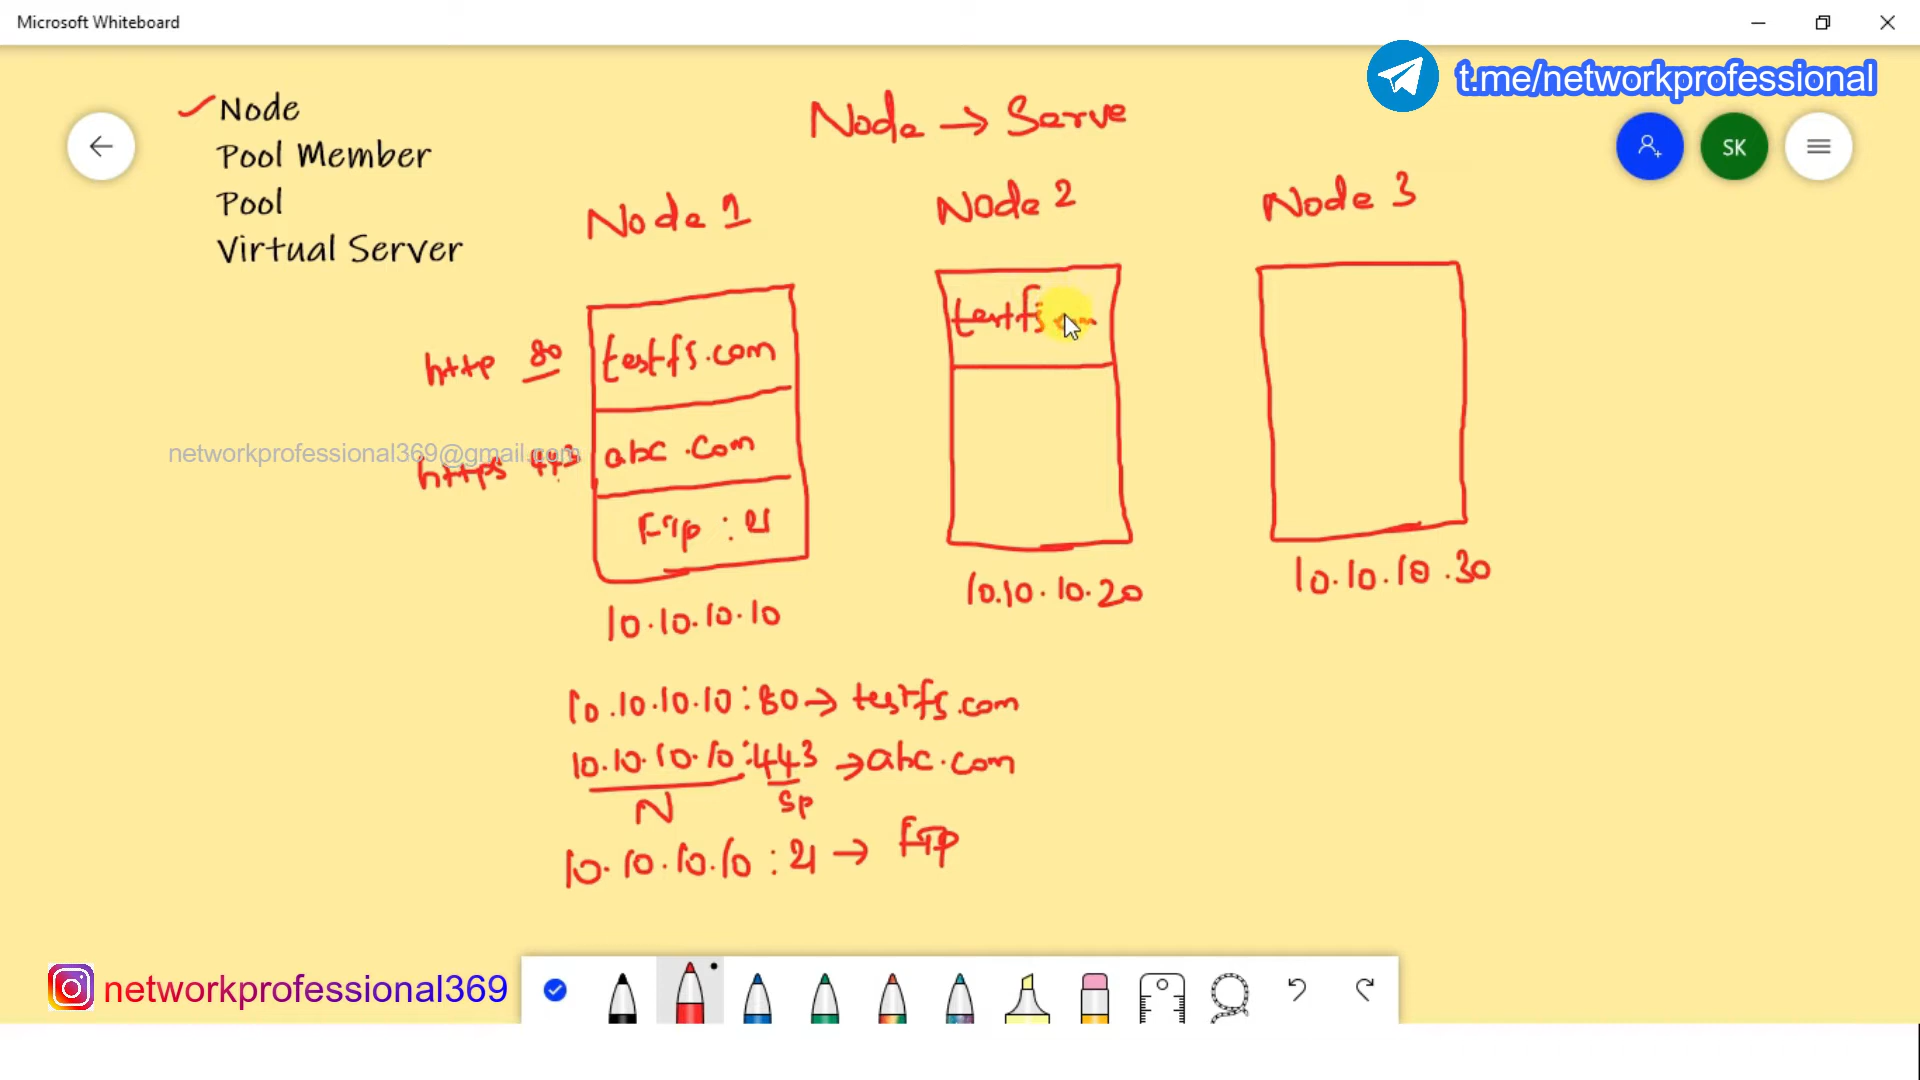 Microsoft Whiteboard
t.me/networkprofessional
Node
Pool Member
Pool
Virtual Server
Node → Serve
SK
Node 1
Node 2
Node 3
http 80
testfs.com
testfs.com
networkprofessional369@gmail.com
https 443
abc.com
FTP : 21
10.10.10.10
10.10.10.20
10.10.10.30
10.10.10.10:80 → testfs.com
10.10.10.10:443 → abc.com
N
SP
10.10.10.10:21 → FTP
networkprofessional369